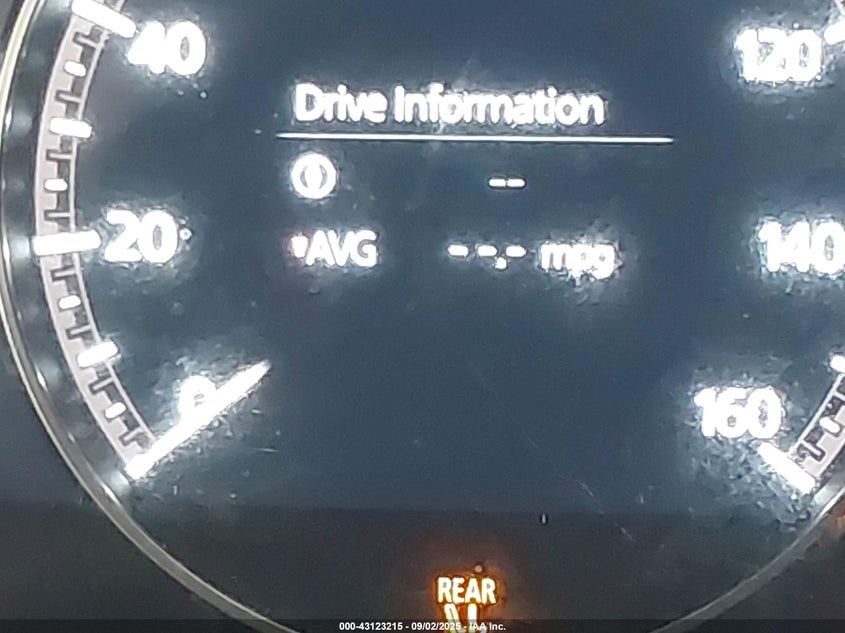 40
120
Drive Information
--
20
AVG --.- mpg
140
0
160
REAR
000-43123215 - 09/02/2025 - IAA Inc.